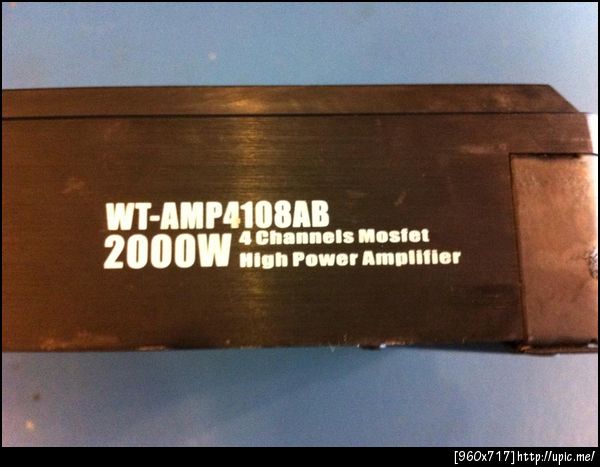 WT-AMP4108AB
2000W 4 Channels Mosfet
High Power Amplifier
[960x717]http://upic.me/